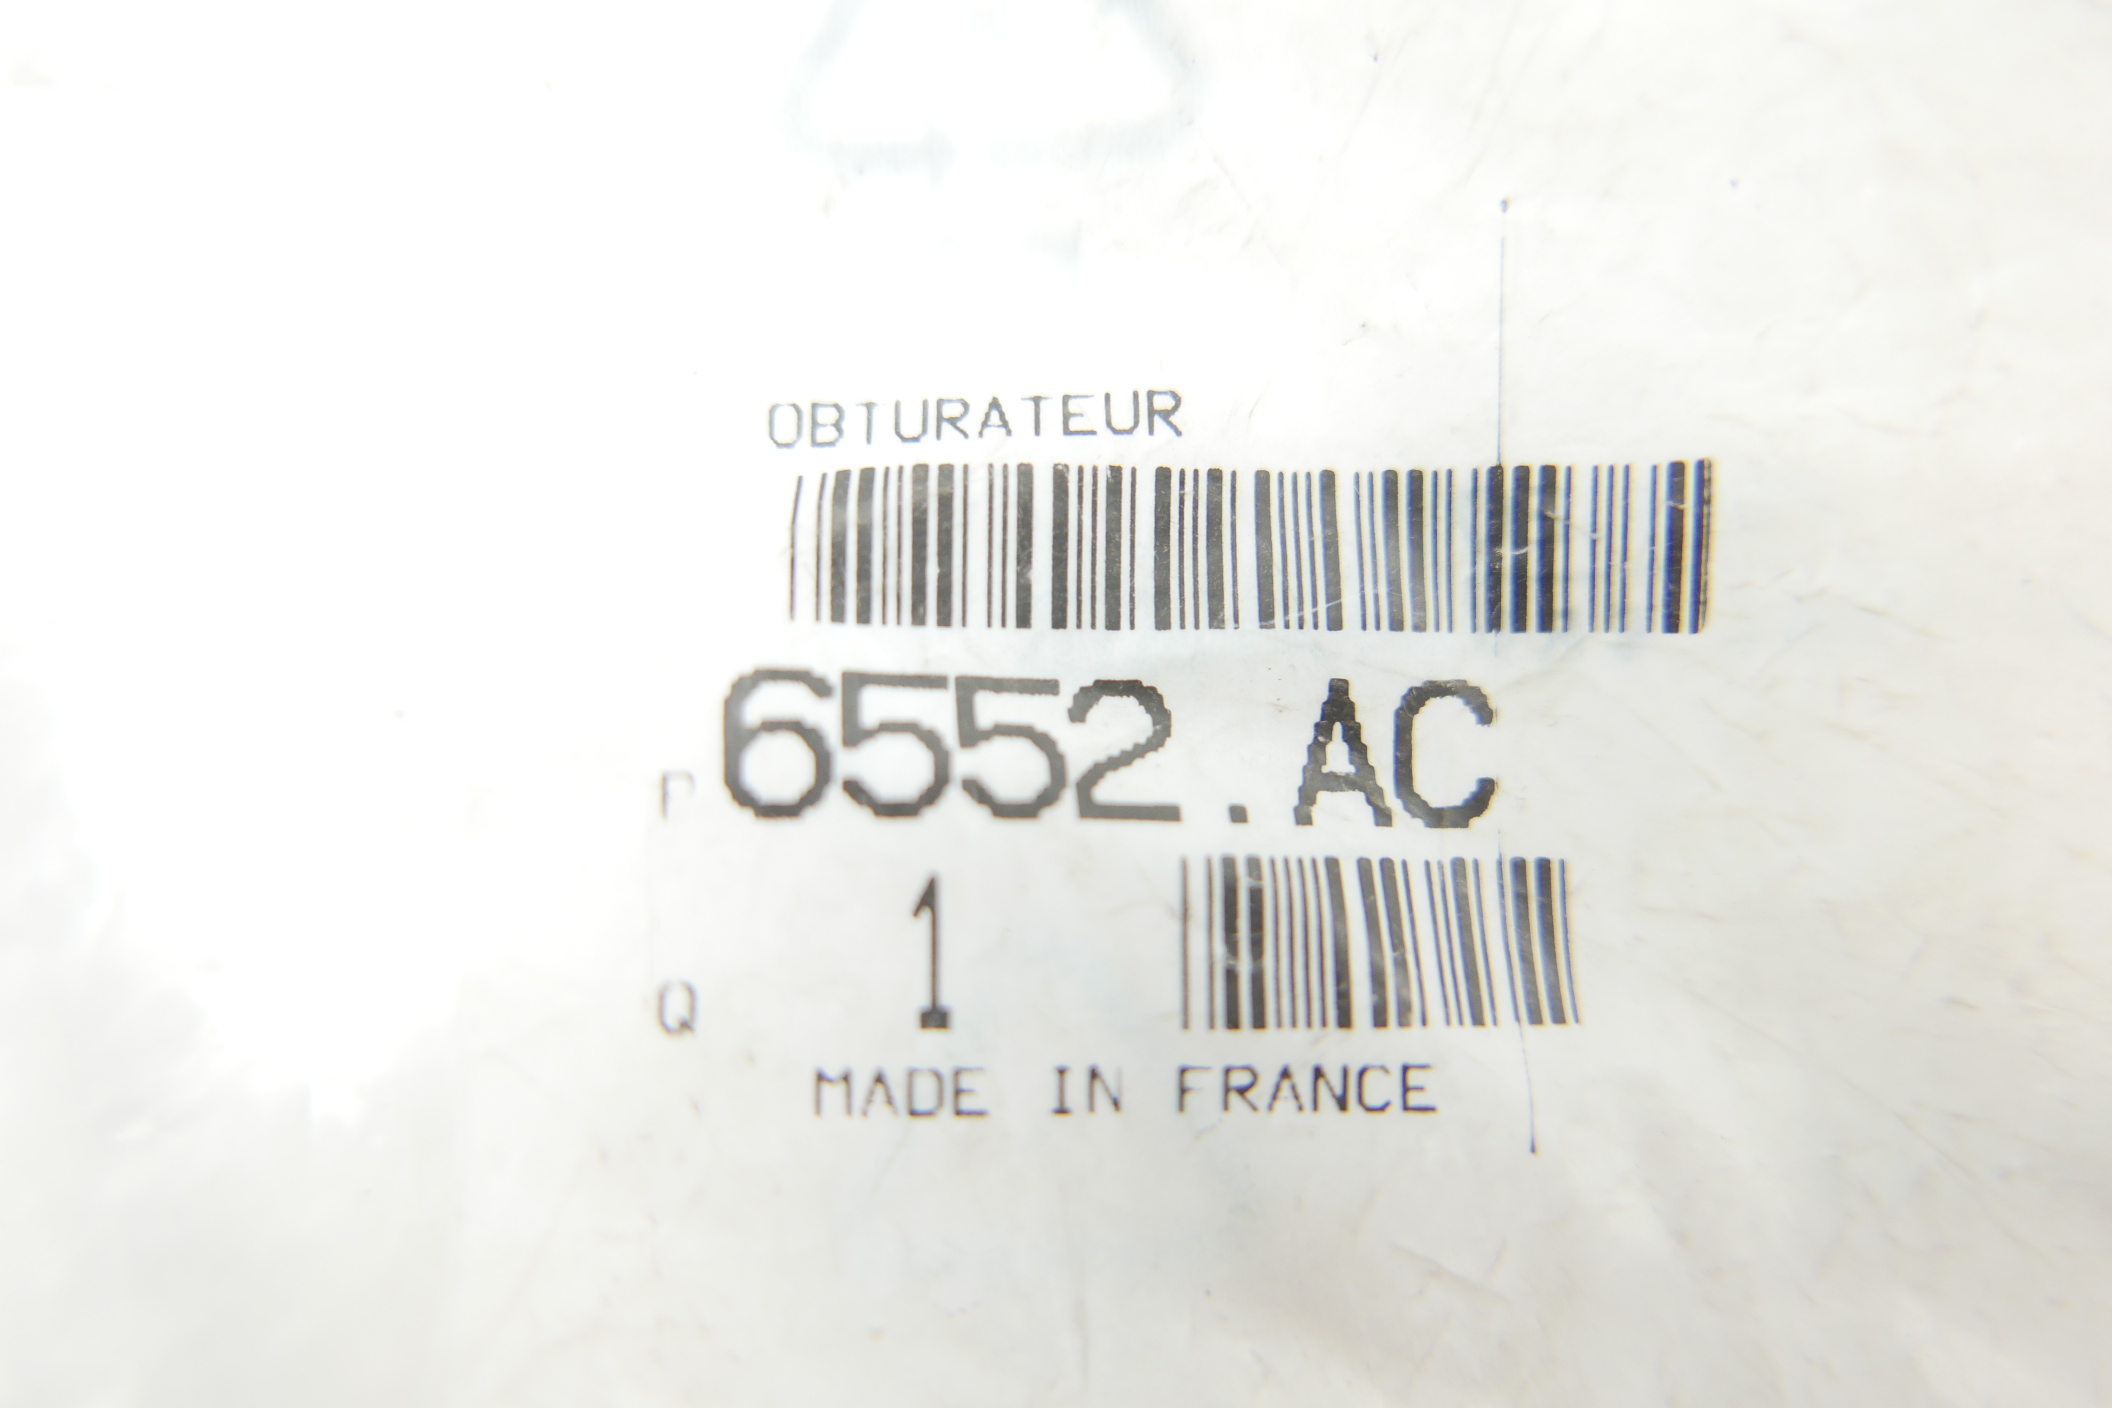 OBTURATEUR
P 6552.AC
Q 1
MADE IN FRANCE